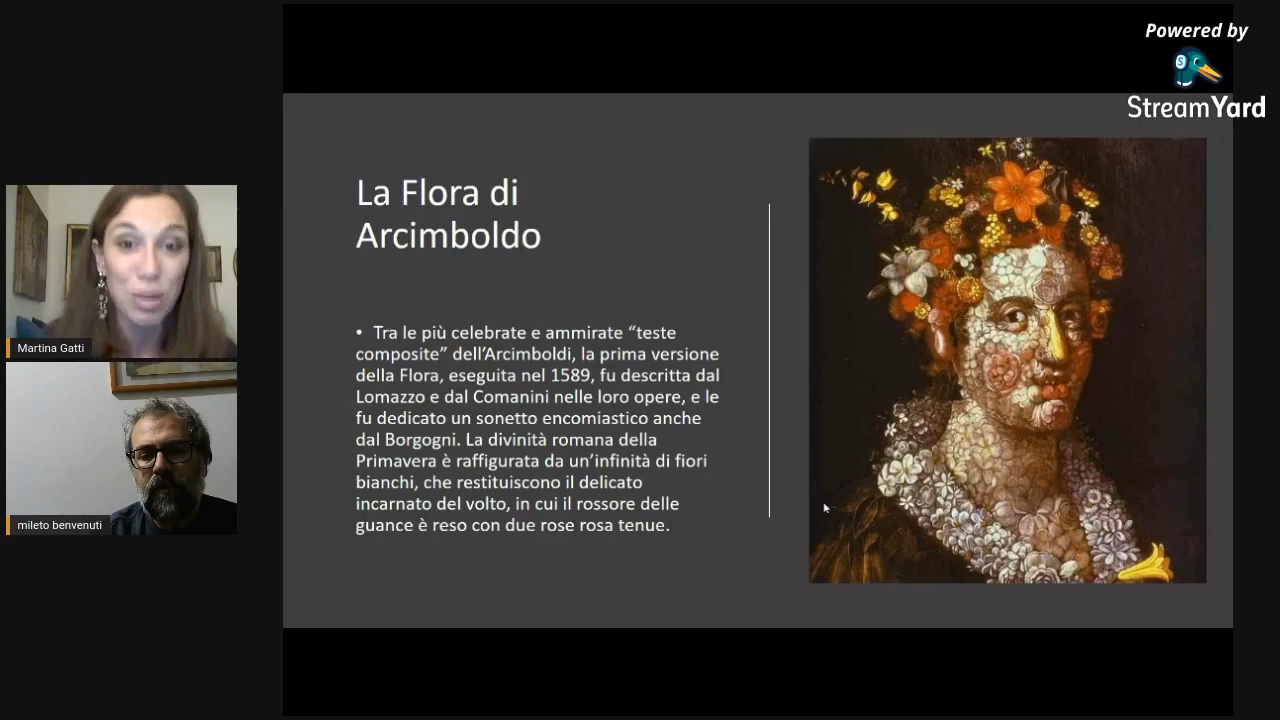 Powered by
StreamYard
La Flora di
Arcimboldo
• Tra le più celebrate e ammirate “teste
composite” dell’Arcimboldi, la prima versione
della Flora, eseguita nel 1589, fu descritta dal
Lomazzo e dal Comanini nelle loro opere, e le
fu dedicato un sonetto encomiastico anche
dal Borgogni. La divinità romana della
Primavera è raffigurata da un’infinità di fiori
bianchi, che restituiscono il delicato
incarnato del volto, in cui il rossore delle
guance è reso con due rose rosa tenue.
Martina Gatti
mileto benvenuti